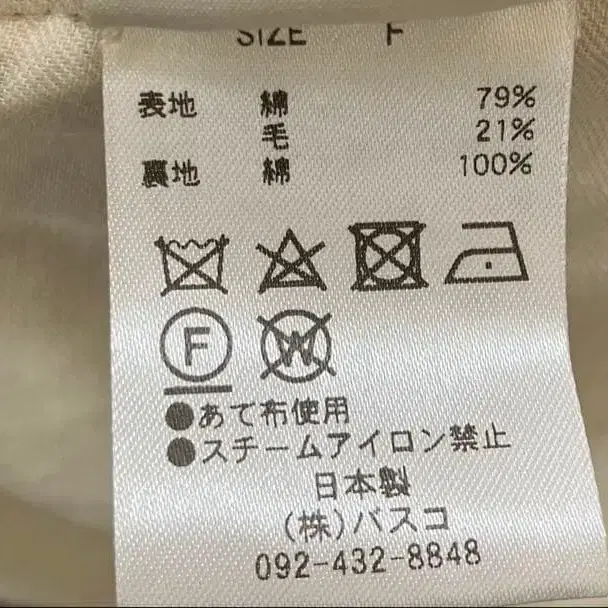 SIZE F
表地 綿 79%
毛 21%
裏地 綿 100%
F W
●あて布使用
●スチームアイロン禁止
日本製
(株)バスコ
092-432-8848